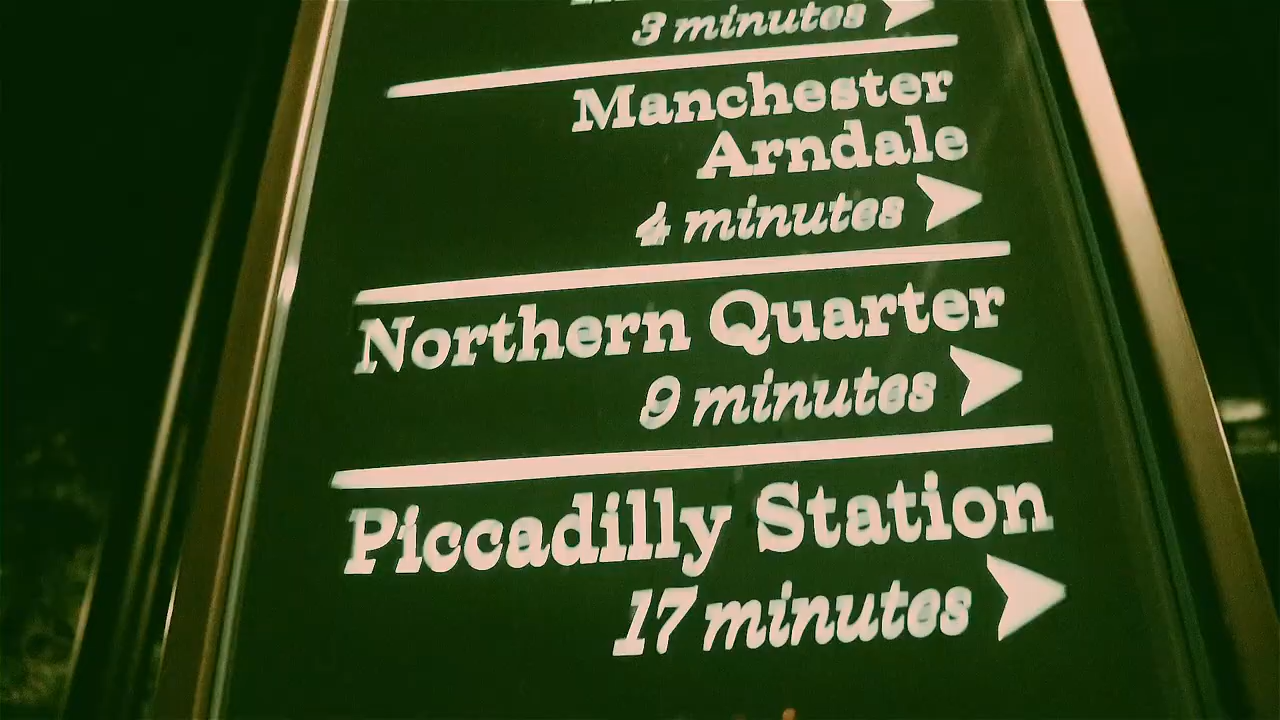 3 minutes
Manchester
Arndale
4 minutes
Northern Quarter
9 minutes
Piccadilly Station
17 minutes